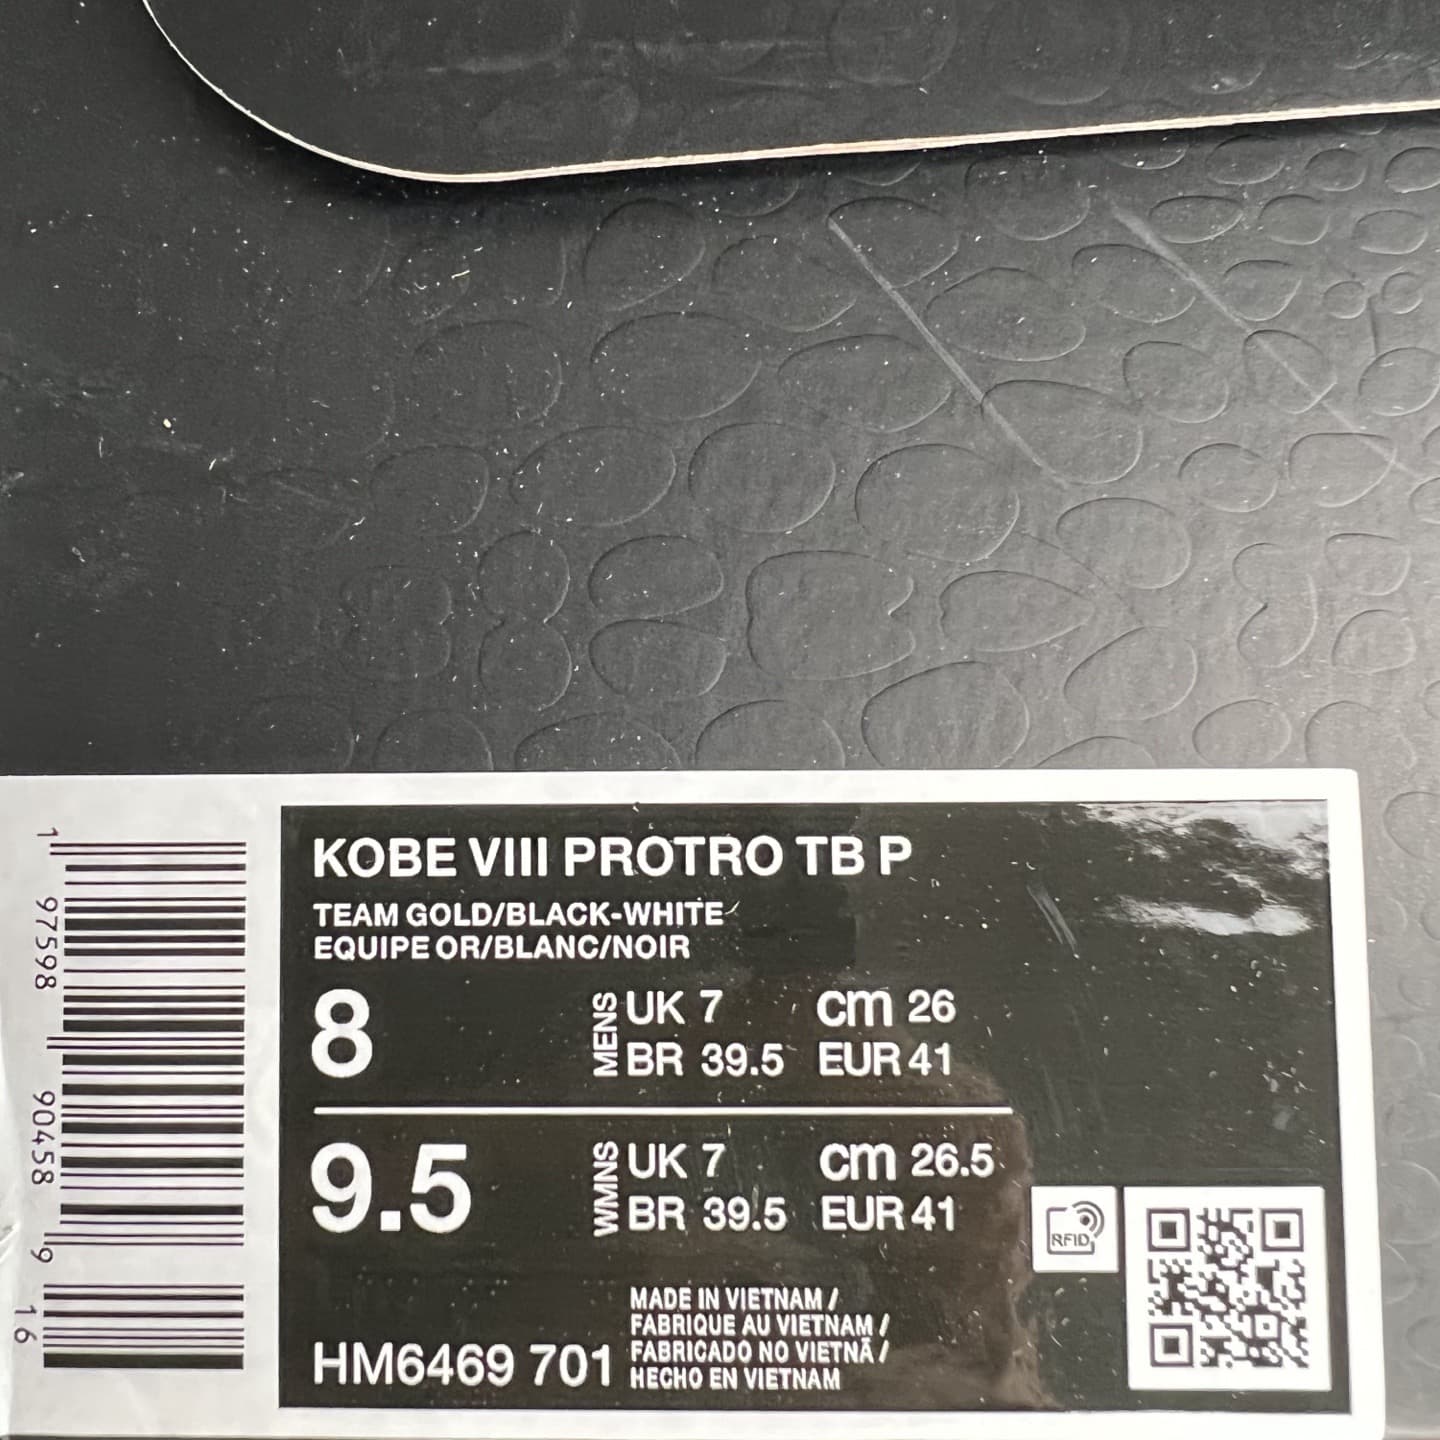 KOBE VIII PROTRO TB P
TEAM GOLD/BLACK-WHITE
EQUIPE OR/BLANC/NOIR
8 MENS UK 7 cm 26
BR 39.5 EUR 41
9.5 WMNS UK 7 cm 26.5
BR 39.5 EUR 41
RFID
HM6469 701
MADE IN VIETNAM /
FABRIQUE AU VIETNAM /
FABRICADO NO VIETNÃ /
HECHO EN VIETNAM
1 97598 90458 9 16